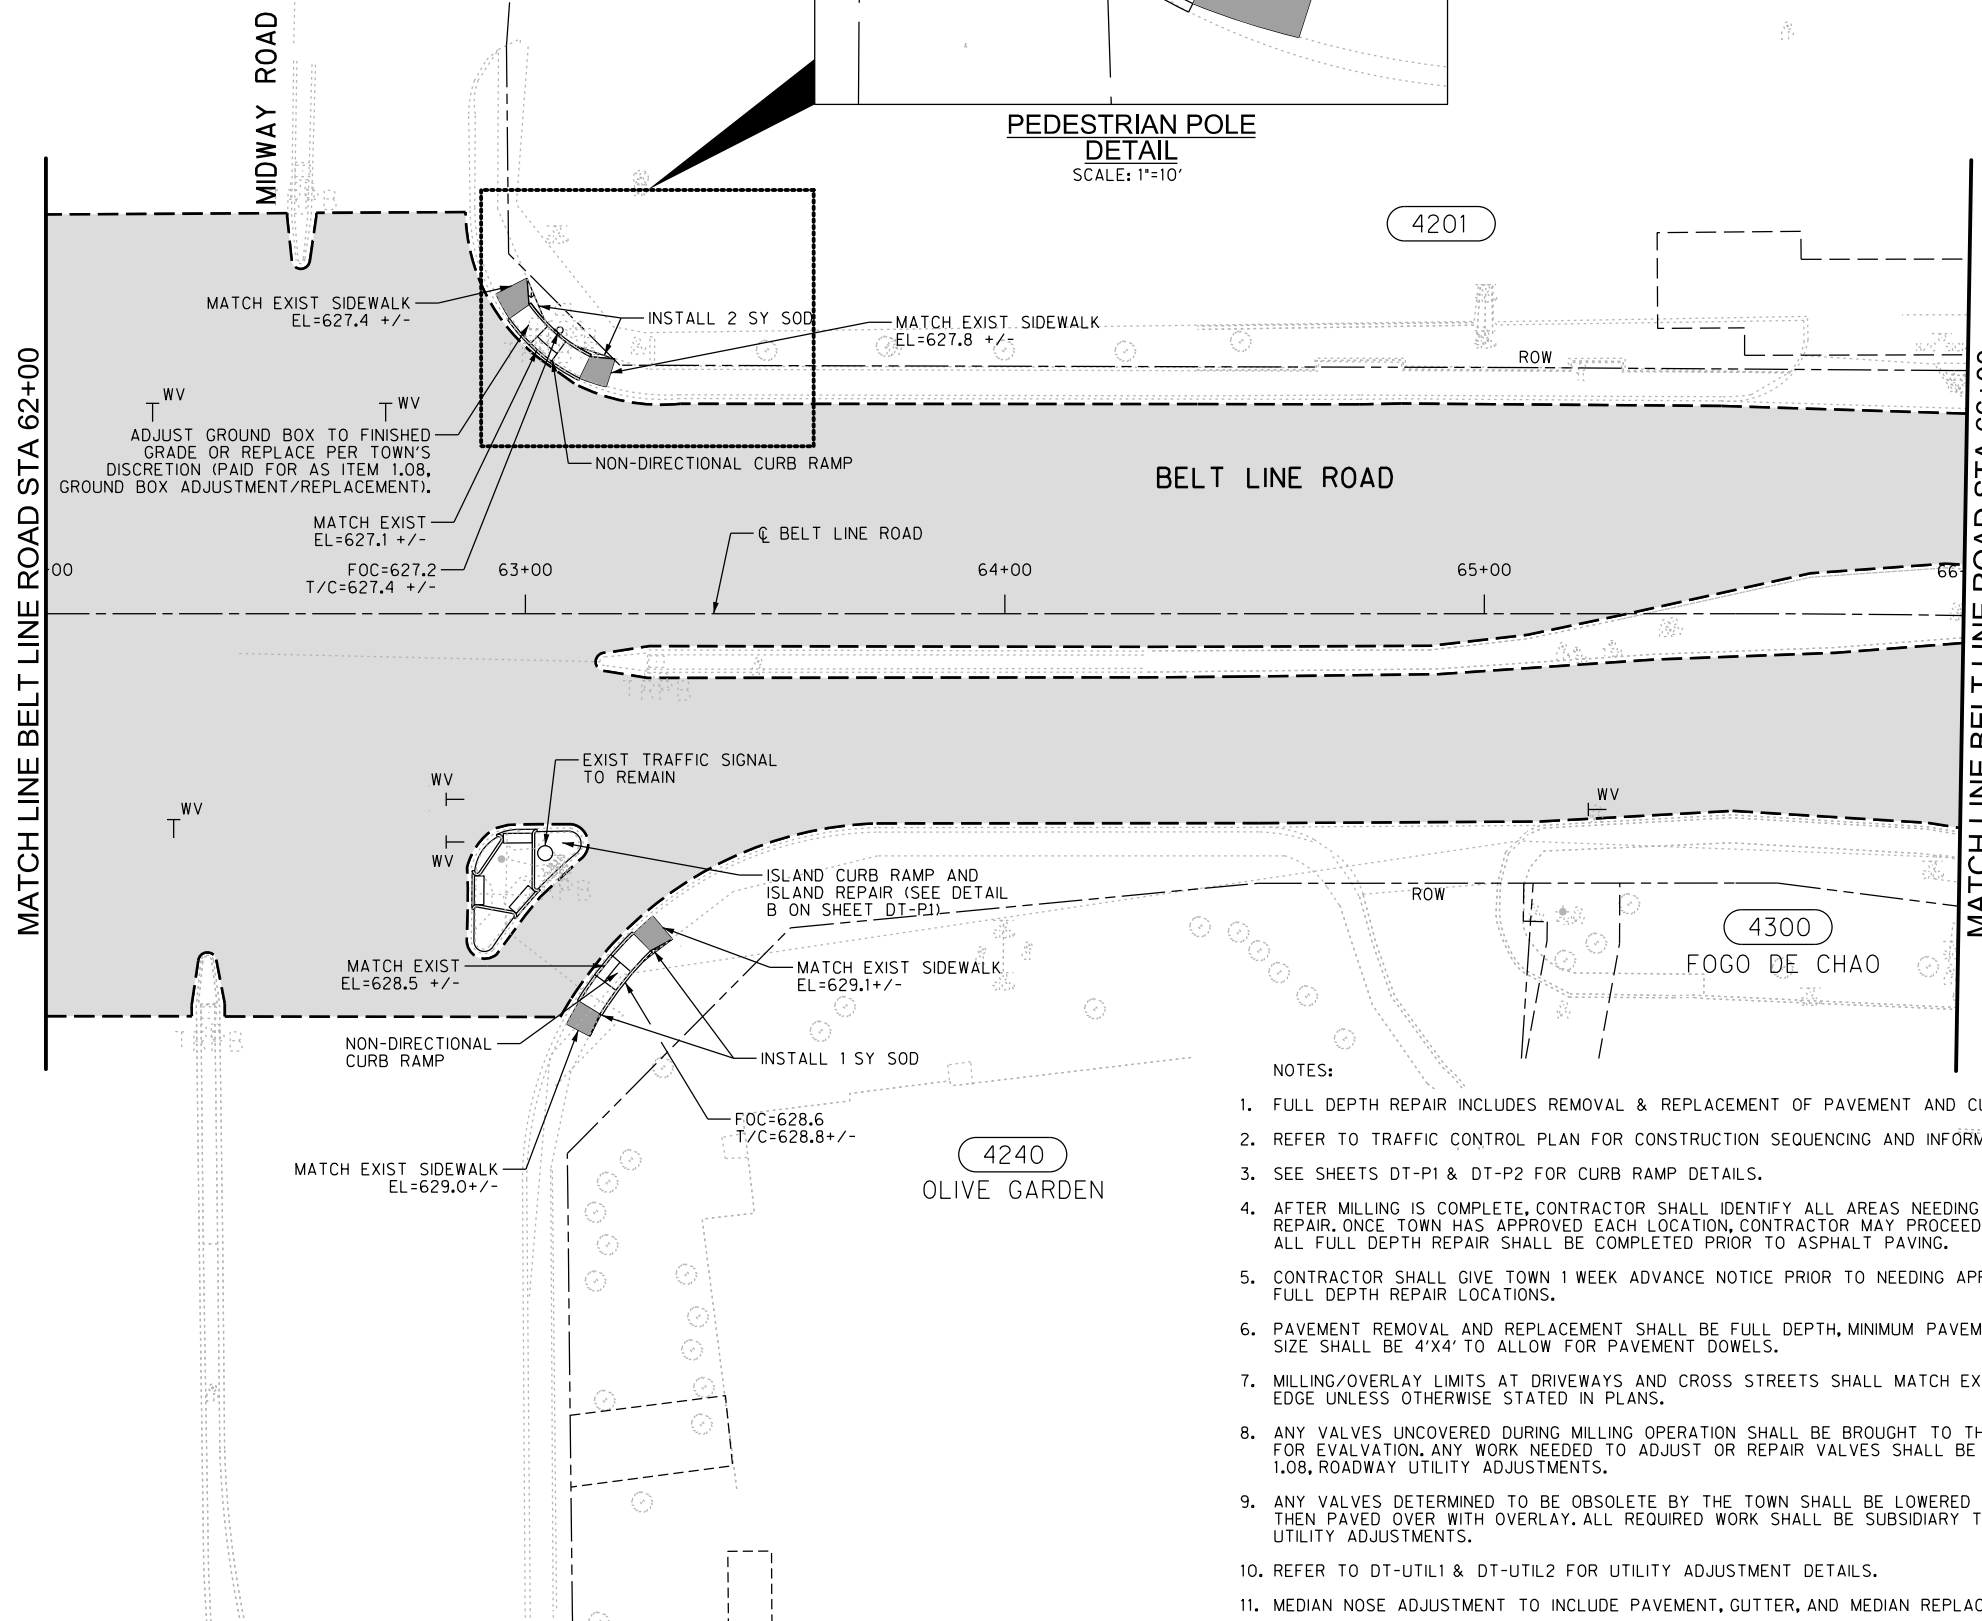 MIDWAY ROAD
PEDESTRIAN POLE
DETAIL
SCALE: 1"=10'
4201
MATCH EXIST SIDEWALK
EL=627.4 +/-
INSTALL 2 SY SOD
MATCH EXIST SIDEWALK
EL=627.8 +/-
ROW
WV
WV
ADJUST GROUND BOX TO FINISHED
GRADE OR REPLACE PER TOWN'S
DISCRETION (PAID FOR AS ITEM 1.08,
GROUND BOX ADJUSTMENT/REPLACEMENT).
NON-DIRECTIONAL CURB RAMP
BELT LINE ROAD
MATCH EXIST
EL=627.1 +/-
℄ BELT LINE ROAD
FOC=627.2
T/C=627.4 +/-
+00
63+00
64+00
65+00
66
MATCH LINE BELT LINE ROAD STA 62+00
MATCH LINE BELT LINE ROAD STA
EXIST TRAFFIC SIGNAL
TO REMAIN
WV
WV
WV
WV
ISLAND CURB RAMP AND
ISLAND REPAIR (SEE DETAIL
B ON SHEET DT-P1)
ROW
4300
FOGO DE CHAO
MATCH EXIST
EL=628.5 +/-
MATCH EXIST SIDEWALK
EL=629.1+/-
NON-DIRECTIONAL
CURB RAMP
INSTALL 1 SY SOD
FOC=628.6
T/C=628.8+/-
MATCH EXIST SIDEWALK
EL=629.0+/-
4240
OLIVE GARDEN
NOTES:
1. FULL DEPTH REPAIR INCLUDES REMOVAL & REPLACEMENT OF PAVEMENT AND
2. REFER TO TRAFFIC CONTROL PLAN FOR CONSTRUCTION SEQUENCING AND INFORM
3. SEE SHEETS DT-P1 & DT-P2 FOR CURB RAMP DETAILS.
4. AFTER MILLING IS COMPLETE, CONTRACTOR SHALL IDENTIFY ALL AREAS NEEDING
REPAIR. ONCE TOWN HAS APPROVED EACH LOCATION, CONTRACTOR MAY PROCEED
ALL FULL DEPTH REPAIR SHALL BE COMPLETED PRIOR TO ASPHALT PAVING.
5. CONTRACTOR SHALL GIVE TOWN 1 WEEK ADVANCE NOTICE PRIOR TO NEEDING
FULL DEPTH REPAIR LOCATIONS.
6. PAVEMENT REMOVAL AND REPLACEMENT SHALL BE FULL DEPTH, MINIMUM PAVEM
SIZE SHALL BE 4'X4' TO ALLOW FOR PAVEMENT DOWELS.
7. MILLING/OVERLAY LIMITS AT DRIVEWAYS AND CROSS STREETS SHALL MATCH EX
EDGE UNLESS OTHERWISE STATED IN PLANS.
8. ANY VALVES UNCOVERED DURING MILLING OPERATION SHALL BE BROUGHT TO TH
FOR EVALVATION. ANY WORK NEEDED TO ADJUST OR REPAIR VALVES SHALL BE
1.08, ROADWAY UTILITY ADJUSTMENTS.
9. ANY VALVES DETERMINED TO BE OBSOLETE BY THE TOWN SHALL BE LOWERED
THEN PAVED OVER WITH OVERLAY. ALL REQUIRED WORK SHALL BE SUBSIDIARY T
UTILITY ADJUSTMENTS.
10. REFER TO DT-UTIL1 & DT-UTIL2 FOR UTILITY ADJUSTMENT DETAILS.
11. MEDIAN NOSE ADJUSTMENT TO INCLUDE PAVEMENT, GUTTER, AND MEDIAN REPLAC